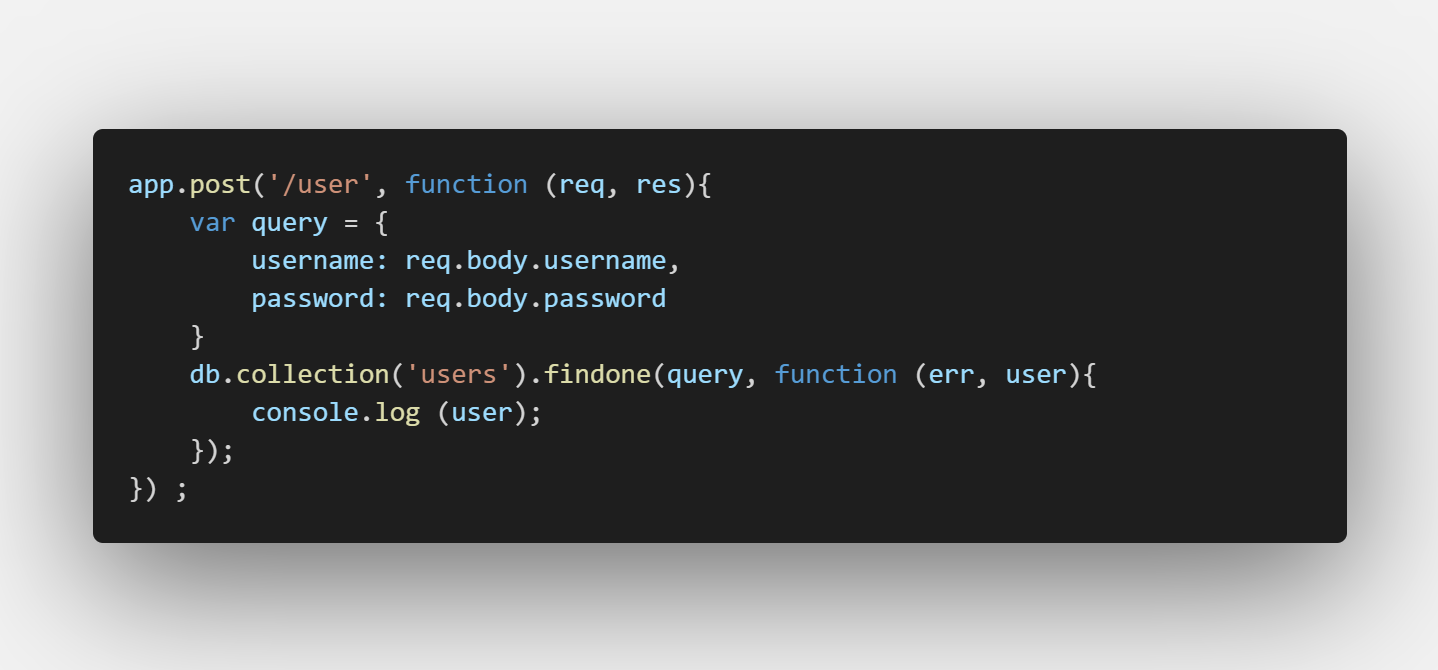 app.post('/user', function (req, res){
    var query = {
        username: req.body.username,
        password: req.body.password
    }
    db.collection('users').findone(query, function (err, user){
        console.log (user);
    });
}) ;